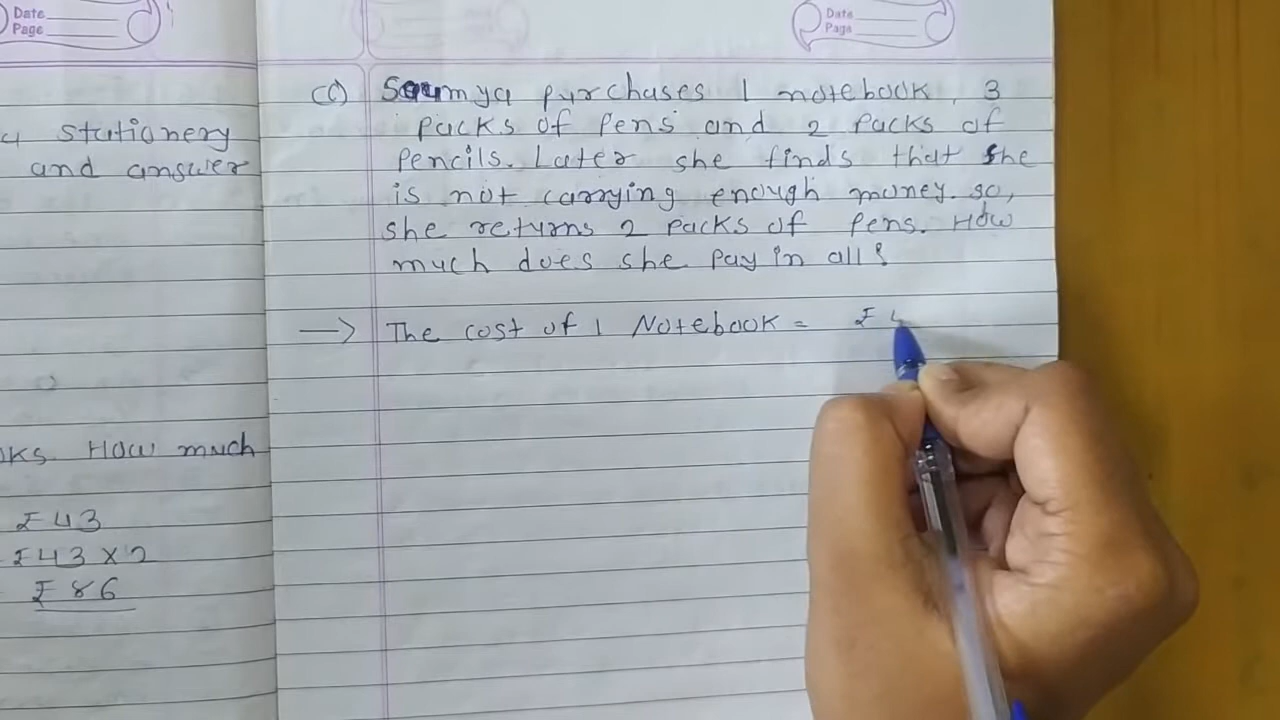 Date
Page
Date
Page
stationery
and answer
How much
₹43
₹43 x 2
₹86
(c) Soumya purchases 1 notebook, 3
packs of pens and 2 packs of
pencils. Later she finds that she
is not carrying enough money. so,
she returns 2 packs of pens. How
much does she pay in all?
→ The cost of 1 Notebook = ₹4